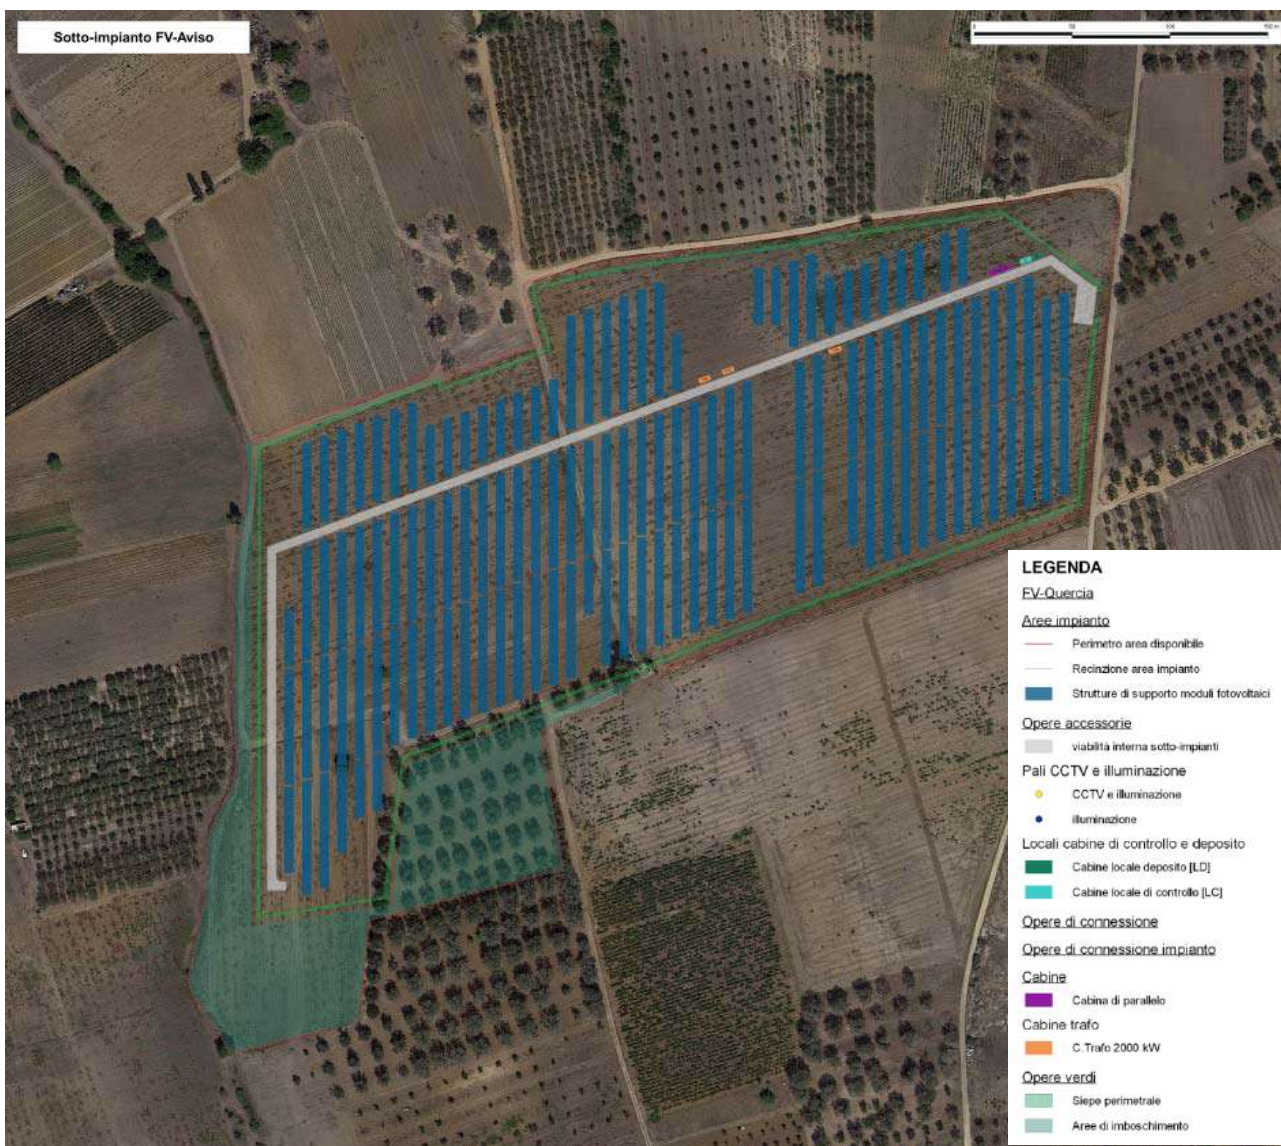 Sotto-impianto FV-Aviso
LEGENDA
FV-Quercia
Aree impianto
Perimetro area disponibile
Recinzione area impianto
Strutture di supporto moduli fotovoltaici
Opere accessorie
viabilità interna sotto-impianti
Pali CCTV e illuminazione
CCTV e illuminazione
illuminazione
Locali cabine di controllo e deposito
Cabine locale deposito [LD]
Cabine locale di controllo [LC]
Opere di connessione
Opere di connessione impianto
Cabine
Cabina di parallelo
Cabine trafo
C.Trafo 2000 kW
Opere verdi
Siepe perimetrale
Aree di imboschimento